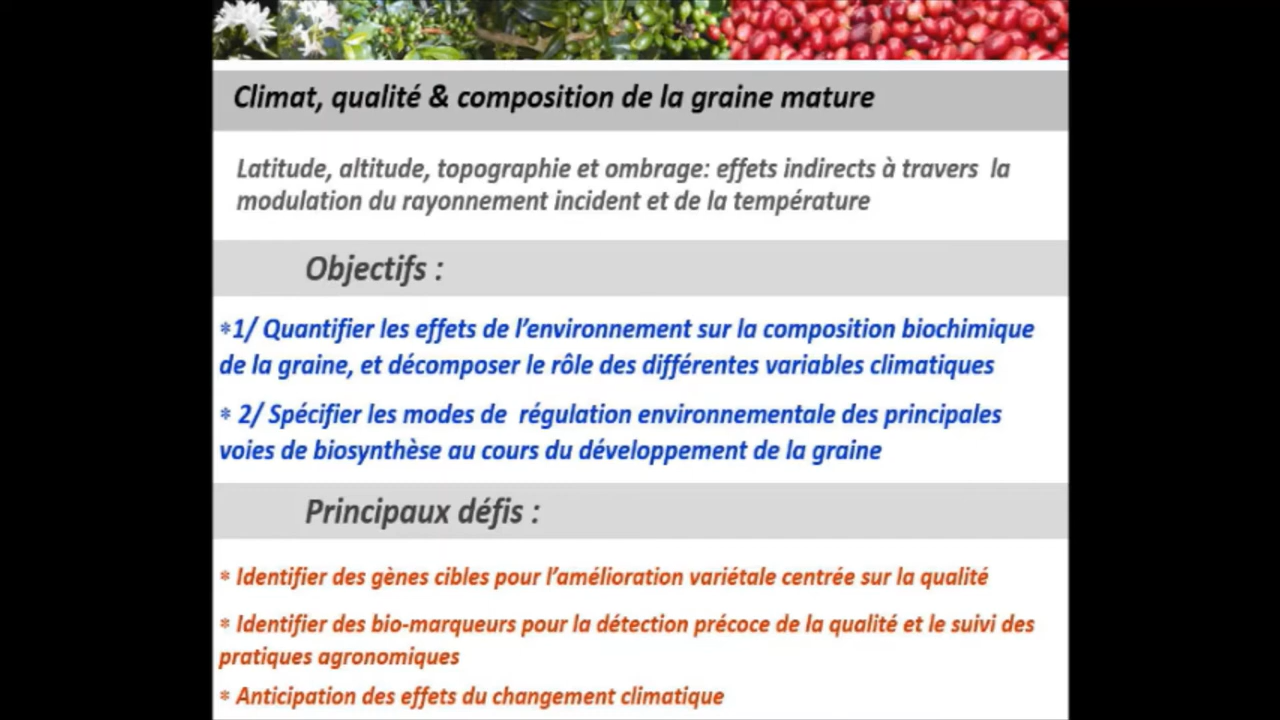 Climat, qualité & composition de la graine mature
Latitude, altitude, topographie et ombrage: effets indirects à travers la
modulation du rayonnement incident et de la température
Objectifs :
*1/ Quantifier les effets de l’environnement sur la composition biochimique
de la graine, et décomposer le rôle des différentes variables climatiques
* 2/ Spécifier les modes de régulation environnementale des principales
voies de biosynthèse au cours du développement de la graine
Principaux défis :
* Identifier des gènes cibles pour l’amélioration variétale centrée sur la qualité
* Identifier des bio-marqueurs pour la détection précoce de la qualité et le suivi des
pratiques agronomiques
* Anticipation des effets du changement climatique